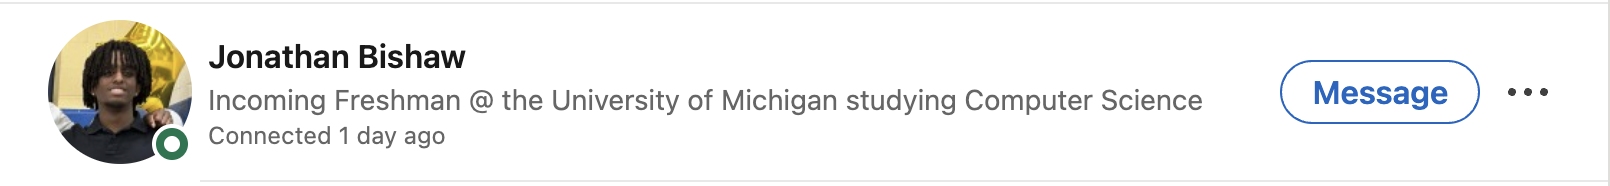 Jonathan Bishaw
Incoming Freshman @ the University of Michigan studying Computer Science
Connected 1 day ago
Message